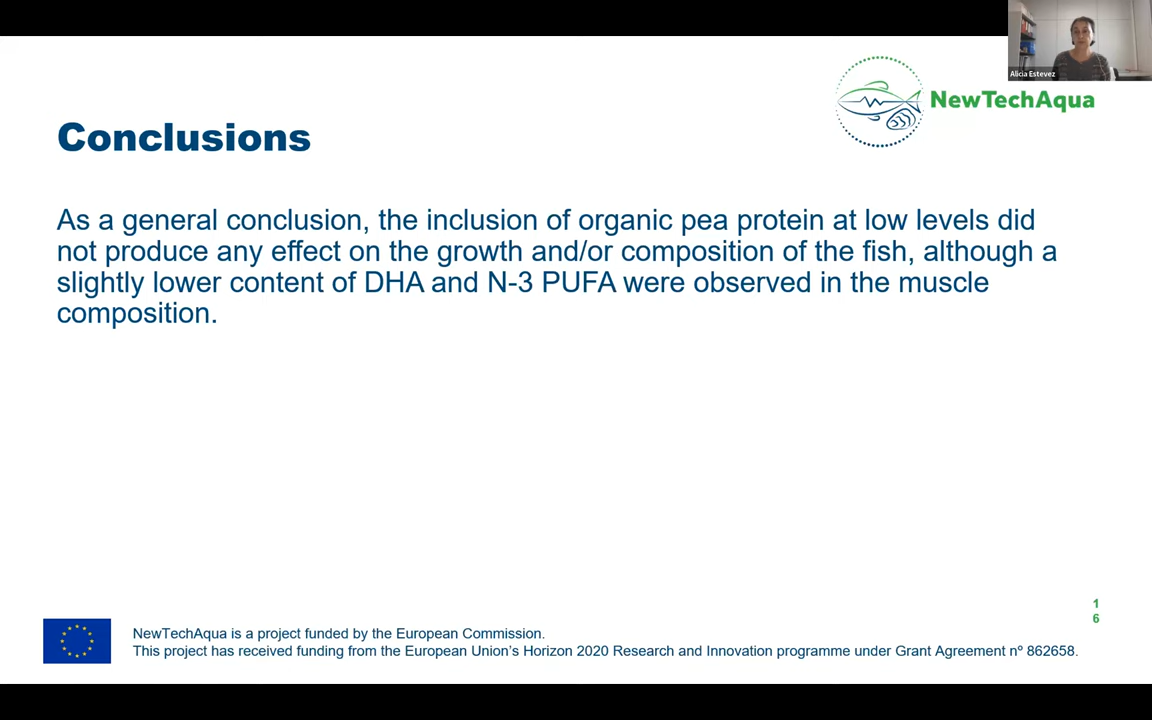 Alicia Estevez
NewTechAqua
Conclusions
As a general conclusion, the inclusion of organic pea protein at low levels did
not produce any effect on the growth and/or composition of the fish, although a
slightly lower content of DHA and N-3 PUFA were observed in the muscle
composition.
1
6
NewTechAqua is a project funded by the European Commission.
This project has received funding from the European Union’s Horizon 2020 Research and Innovation programme under Grant Agreement nº 862658.